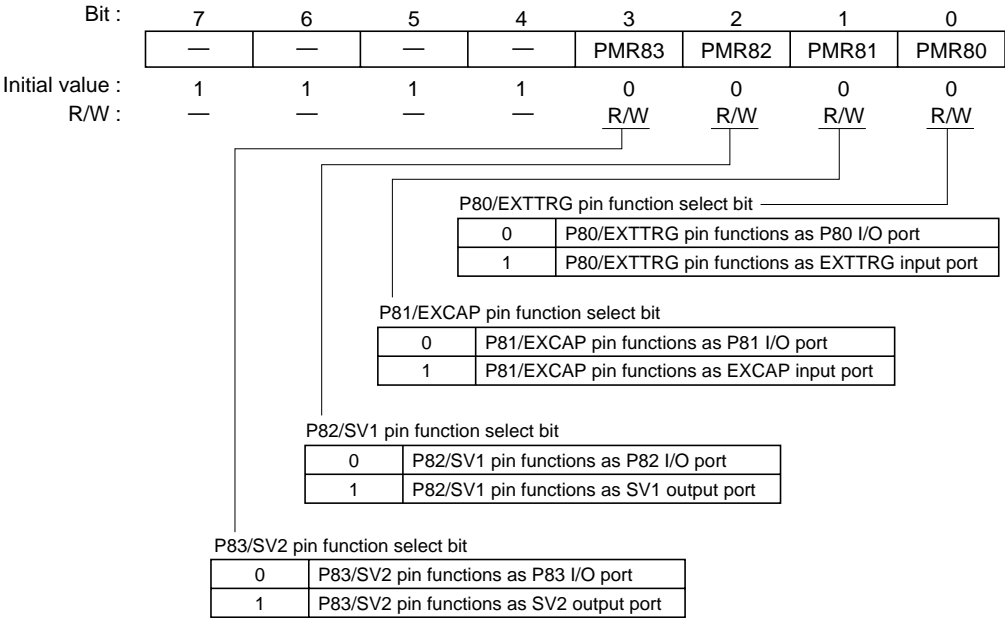 Bit : 7 6 5 4 3 2 1 0
— — — — PMR83 PMR82 PMR81 PMR80
Initial value : 1 1 1 1 0 0 0 0
R/W : — — — — R/W R/W R/W R/W
P80/EXTTRG pin function select bit
0 P80/EXTTRG pin functions as P80 I/O port
1 P80/EXTTRG pin functions as EXTTRG input port
P81/EXCAP pin function select bit
0 P81/EXCAP pin functions as P81 I/O port
1 P81/EXCAP pin functions as EXCAP input port
P82/SV1 pin function select bit
0 P82/SV1 pin functions as P82 I/O port
1 P82/SV1 pin functions as SV1 output port
P83/SV2 pin function select bit
0 P83/SV2 pin functions as P83 I/O port
1 P83/SV2 pin functions as SV2 output port